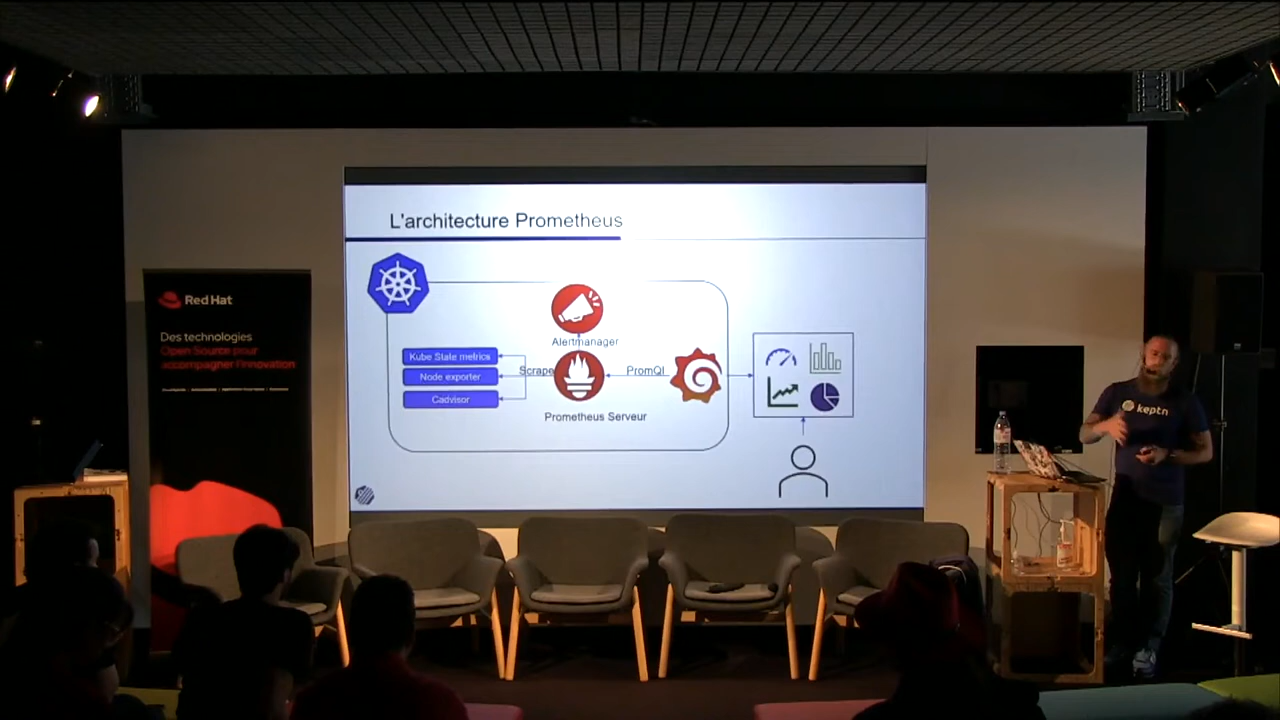 L'architecture Prometheus
Alertmanager
Kube State metrics
Node exporter
Cadvisor
Scrape
PromQl
Prometheus Serveur
Red Hat
Des technologies
Open Source pour
accompagner l'innovation
keptn